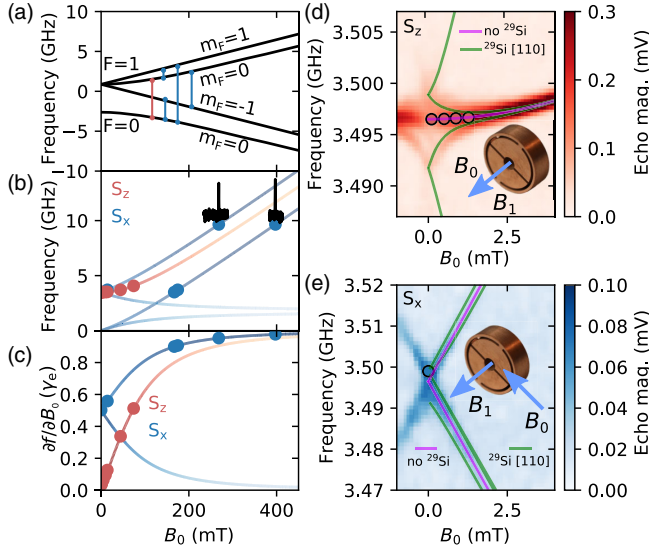 (a)
Frequency (GHz)
10
5
0
−5
F=1
F=0
m_F=1
m_F=0
m_F=−1
m_F=0
(b)
Frequency (GHz)
10
5
0
S_z
S_x
(c)
∂f/∂B_0 (γ_e)
0.8
0.6
0.4
0.2
0.0
S_z
S_x
0
200
400
B_0 (mT)
(d)
Frequency (GHz)
3.505
3.500
3.495
3.490
S_z
no ²⁹Si
²⁹Si [110]
B_0
B_1
0.0
2.5
B_0 (mT)
0.3
0.2
0.1
0.0
Echo mag. (mV)
(e)
Frequency (GHz)
3.52
3.51
3.50
3.49
3.48
3.47
S_x
B_1
B_0
no ²⁹Si
²⁹Si [110]
0.0
2.5
B_0 (mT)
0.10
0.08
0.06
0.04
0.02
0.00
Echo mag. (mV)